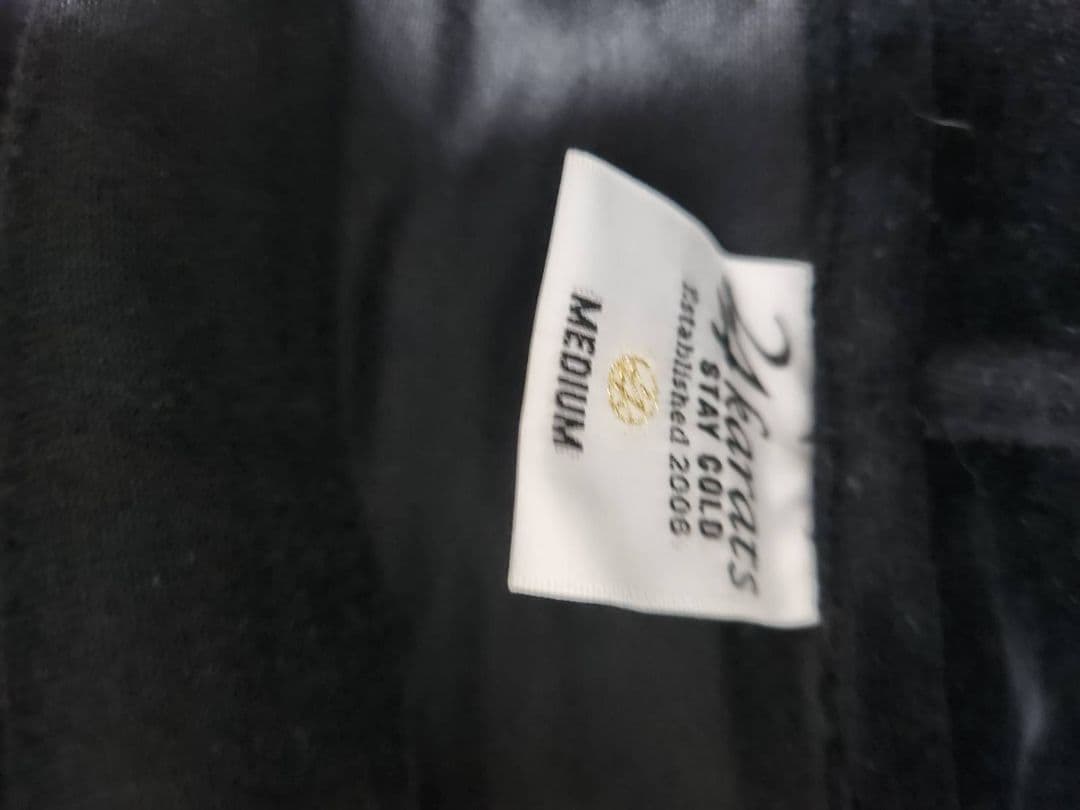 24karats
STAY GOLD
Established 2006
MEDIUM